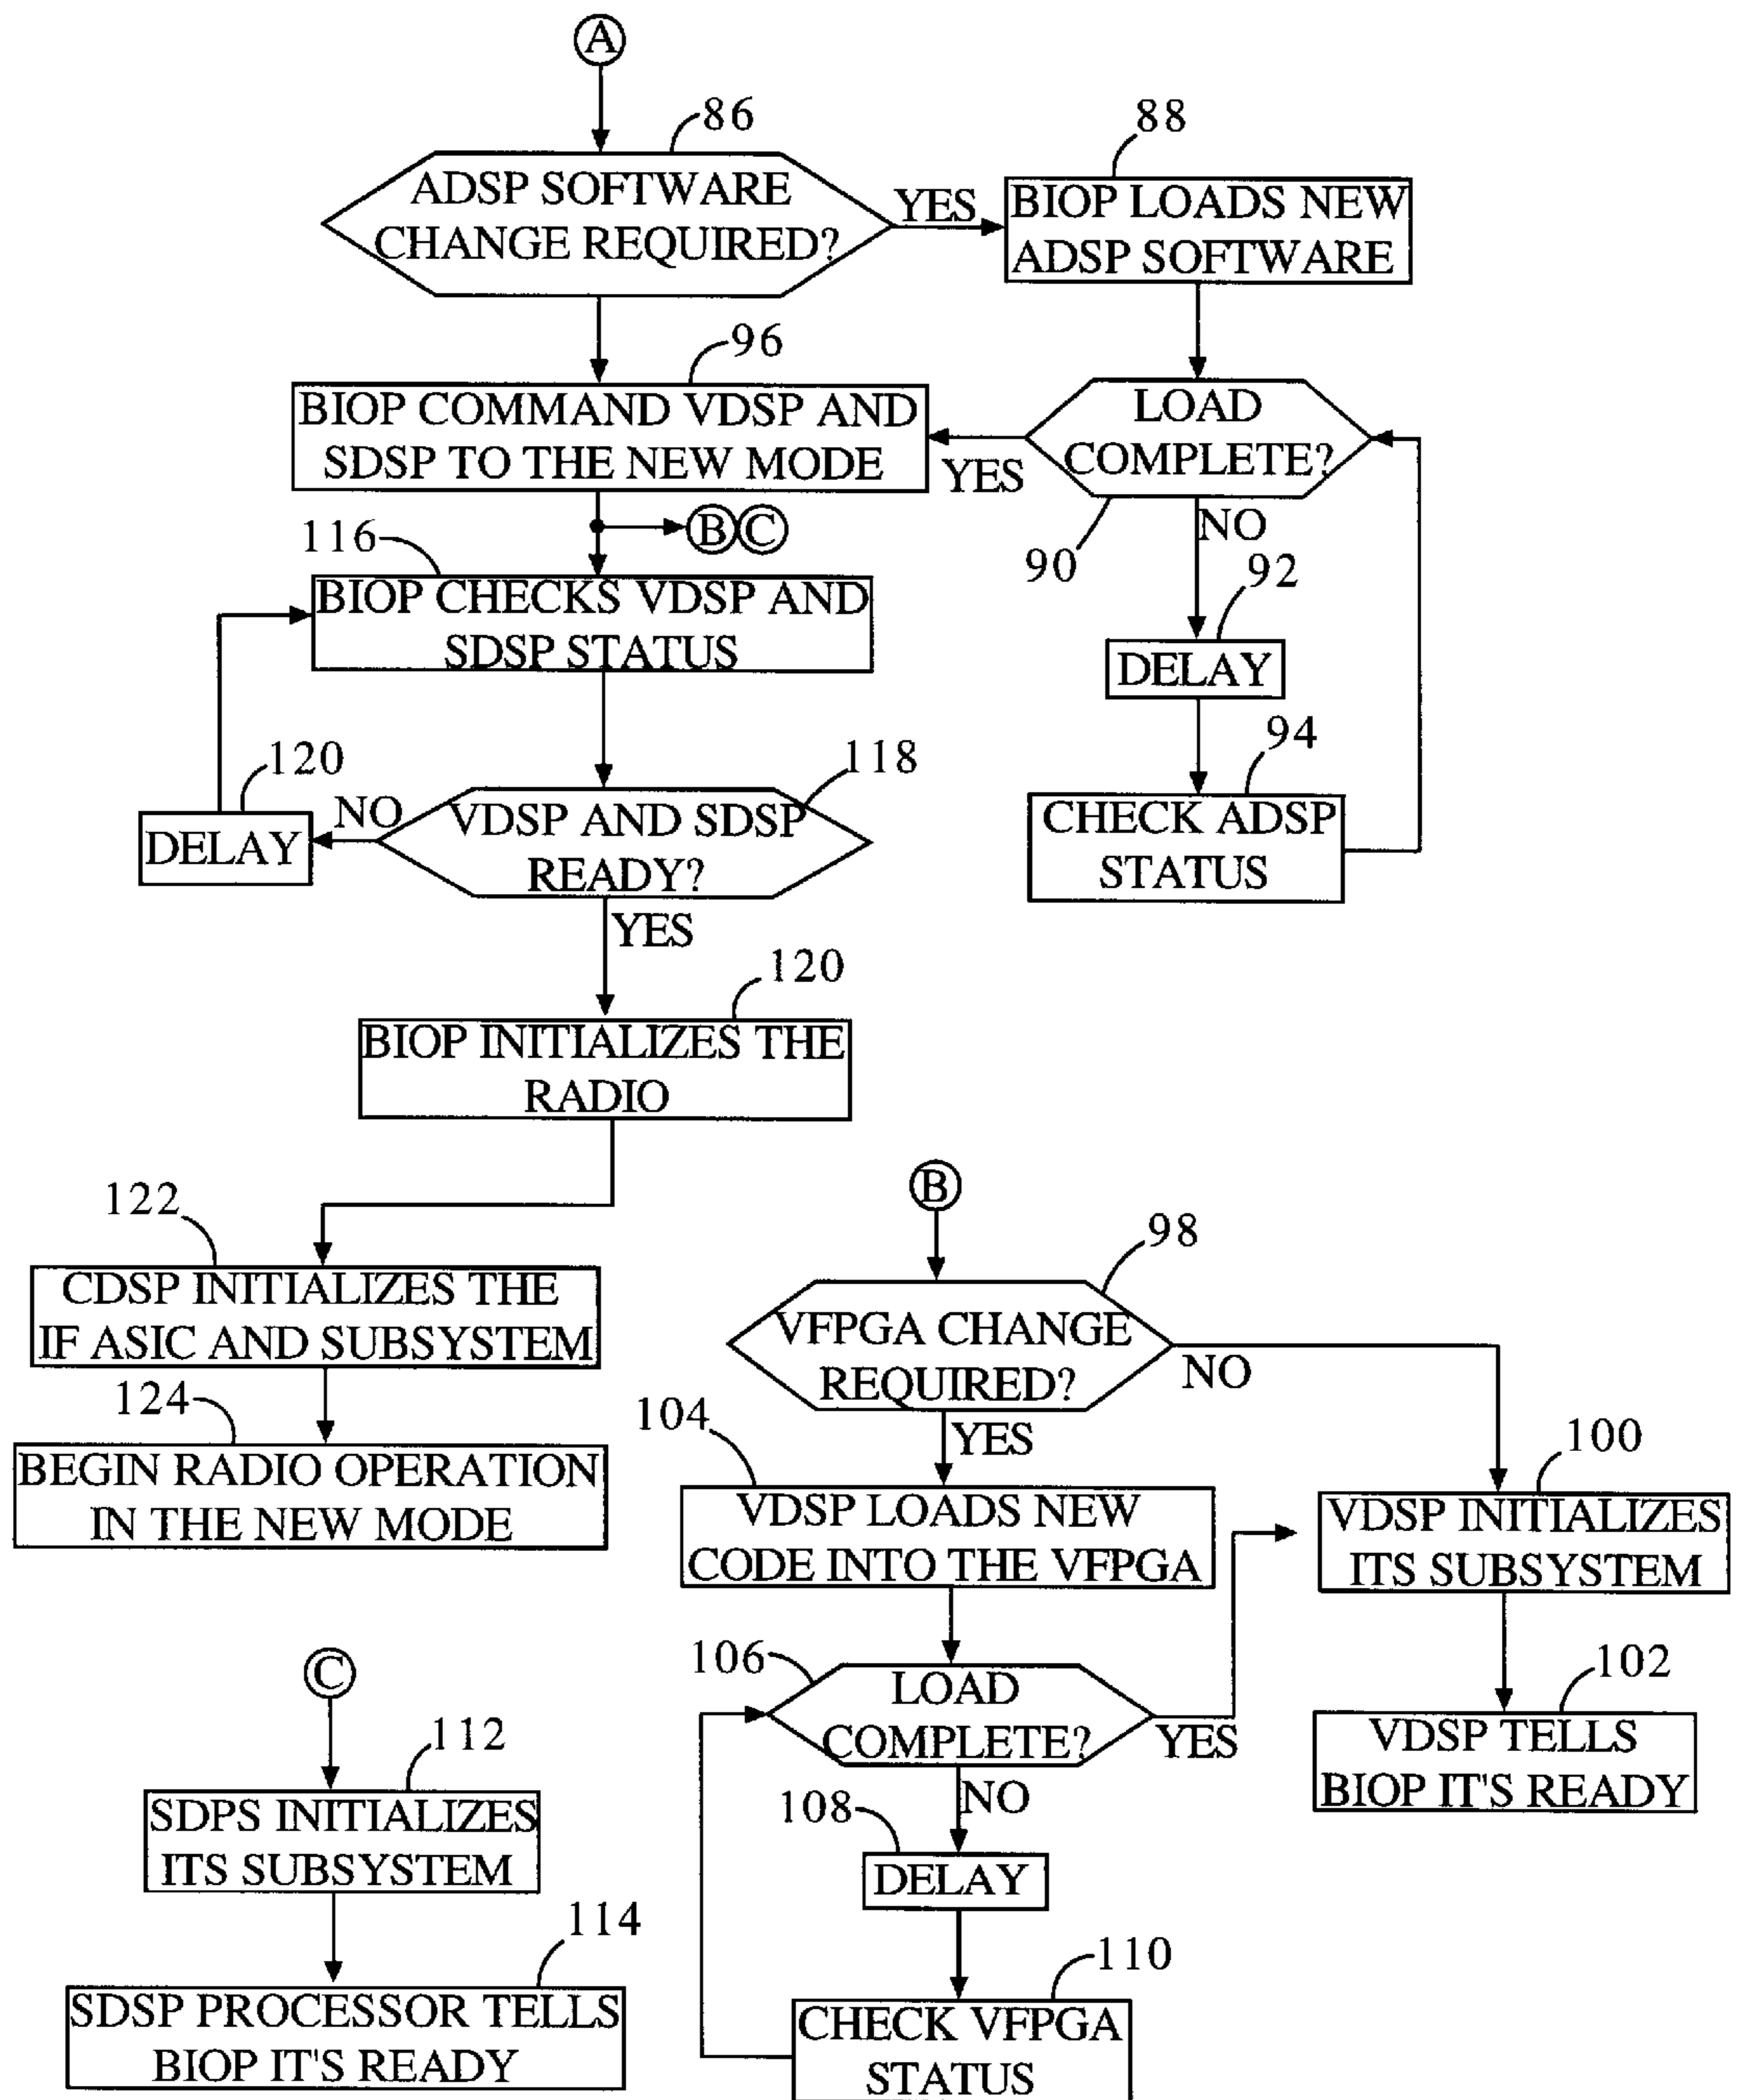 A
86
88
ADSP SOFTWARE
CHANGE REQUIRED?
YES
BIOP LOADS NEW
ADSP SOFTWARE
96
BIOP COMMAND VDSP AND
SDSP TO THE NEW MODE
YES
LOAD
COMPLETE?
90
NO
B C
116
BIOP CHECKS VDSP AND
SDSP STATUS
92
DELAY
94
CHECK ADSP
STATUS
120
DELAY
NO
118
VDSP AND SDSP
READY?
YES
120
BIOP INITIALIZES THE
RADIO
122
CDSP INITIALIZES THE
IF ASIC AND SUBSYSTEM
124
BEGIN RADIO OPERATION
IN THE NEW MODE
B
98
VFPGA CHANGE
REQUIRED?
NO
YES
104
VDSP LOADS NEW
CODE INTO THE VFPGA
100
VDSP INITIALIZES
ITS SUBSYSTEM
106
LOAD
COMPLETE?
YES
NO
102
VDSP TELLS
BIOP IT'S READY
108
DELAY
110
CHECK VFPGA
STATUS
C
112
SDPS INITIALIZES
ITS SUBSYSTEM
114
SDSP PROCESSOR TELLS
BIOP IT'S READY